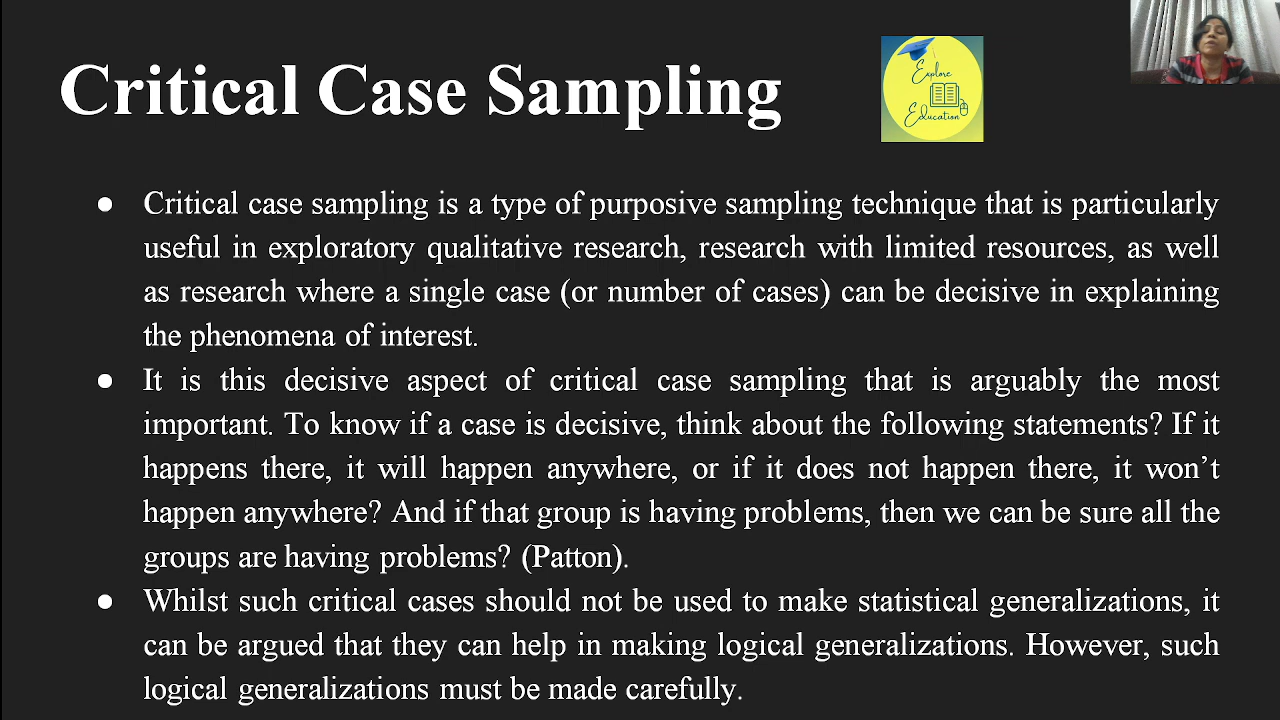 Critical Case Sampling
Explore
Education
● Critical case sampling is a type of purposive sampling technique that is particularly
useful in exploratory qualitative research, research with limited resources, as well
as research where a single case (or number of cases) can be decisive in explaining
the phenomena of interest.
● It is this decisive aspect of critical case sampling that is arguably the most
important. To know if a case is decisive, think about the following statements? If it
happens there, it will happen anywhere, or if it does not happen there, it won’t
happen anywhere? And if that group is having problems, then we can be sure all the
groups are having problems? (Patton).
● Whilst such critical cases should not be used to make statistical generalizations, it
can be argued that they can help in making logical generalizations. However, such
logical generalizations must be made carefully.